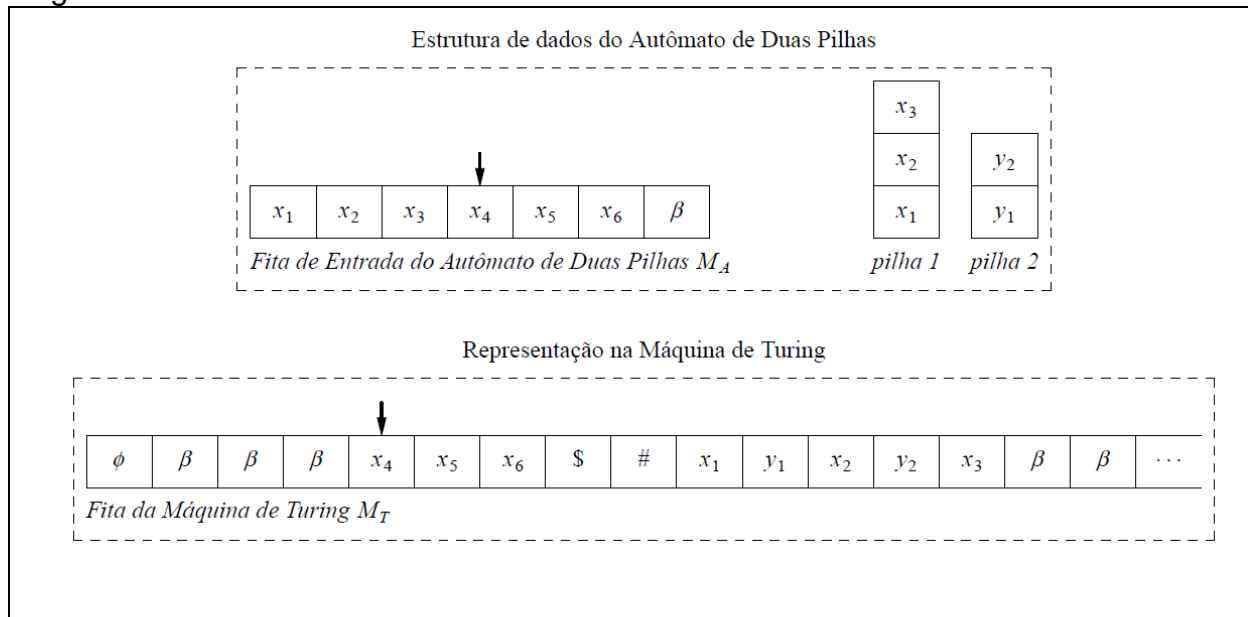 Estrutura de dados do Autômato de Duas Pilhas
x₃
x₂ y₂
x₁ x₂ x₃ x₄ x₅ x₆ β x₁ y₁
Fita de Entrada do Autômato de Duas Pilhas M_A pilha 1 pilha 2
Representação na Máquina de Turing
ϕ β β β x₄ x₅ x₆ $ # x₁ y₁ x₂ y₂ x₃ β β ⋯
Fita da Máquina de Turing M_T